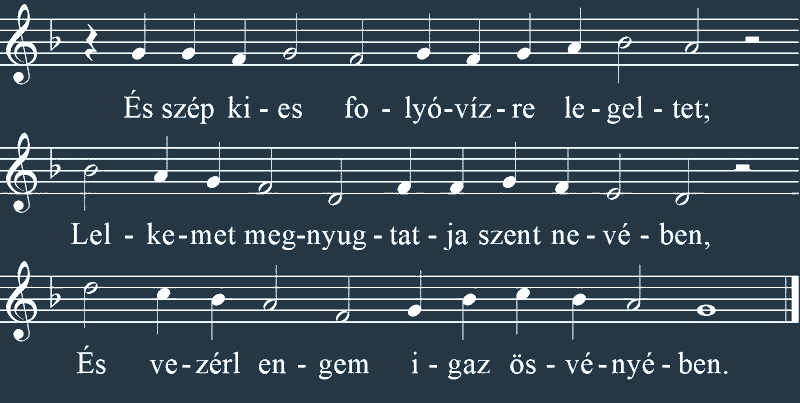 És szép ki - es fo - lyó-víz - re le - gel - tet;
Lel - ke - met meg-nyug - tat - ja szent ne - vé - ben,
És ve - zérl en - gem i - gaz ös - vé - nyé - ben.